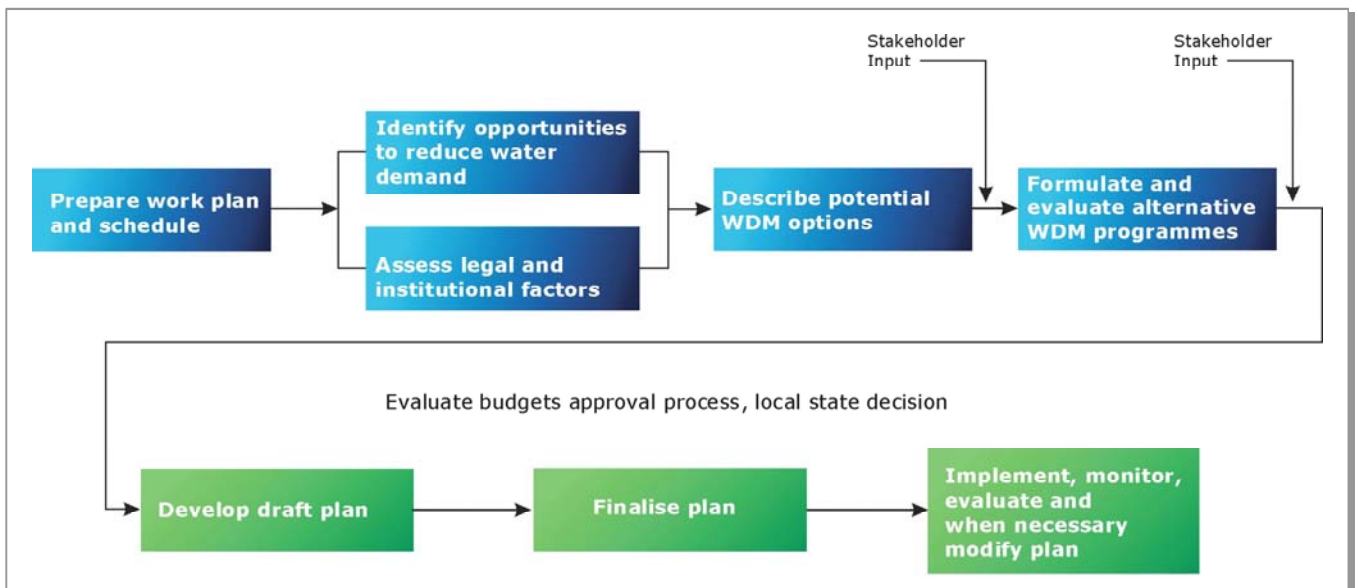 Stakeholder
Input
Stakeholder
Input
Prepare work plan
and schedule
Identify opportunities
to reduce water
demand
Assess legal and
institutional factors
Describe potential
WDM options
Formulate and
evaluate alternative
WDM programmes
Evaluate budgets approval process, local state decision
Develop draft plan
Finalise plan
Implement, monitor,
evaluate and
when necessary
modify plan